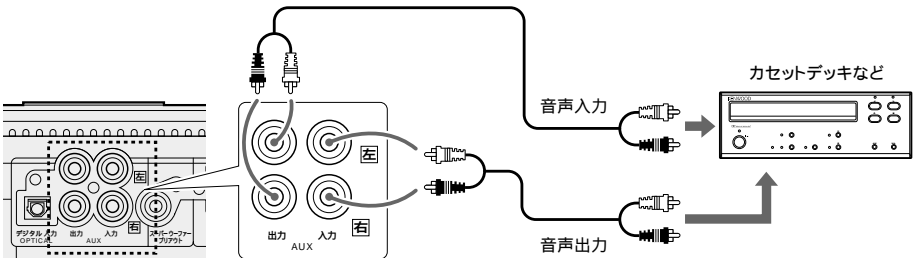 カセットデッキなど
KENWOOD
音声入力
左
右
出力 入力
AUX
音声出力
左
右
デジタル入力
OPTICAL
出力 入力
AUX
スーパーウーファー
プリアウト